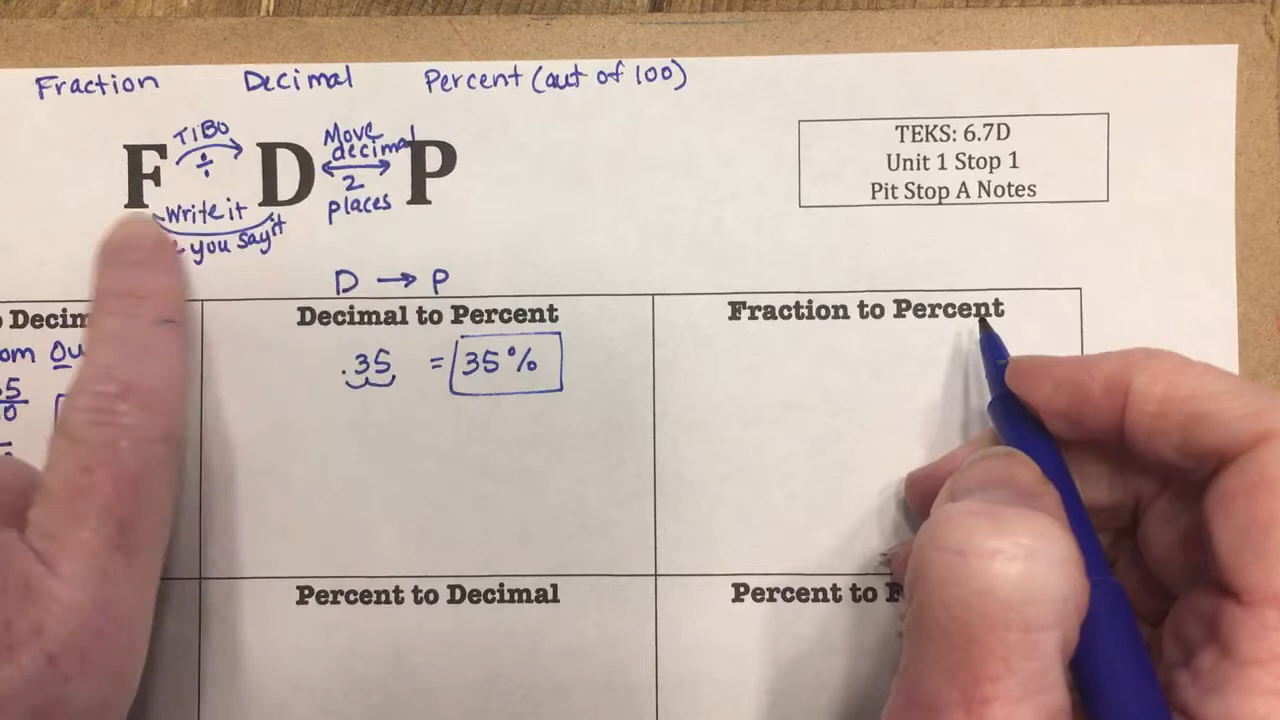 Fraction Decimal Percent (out of 100)
TIBO
÷
Move
decimal
F D P
2
places
Write it
you say it
TEKS: 6.7D
Unit 1 Stop 1
Pit Stop A Notes
D → P
Decimal to Percent
Fraction to Percent
.35 = 35%
Percent to Decimal
Percent to